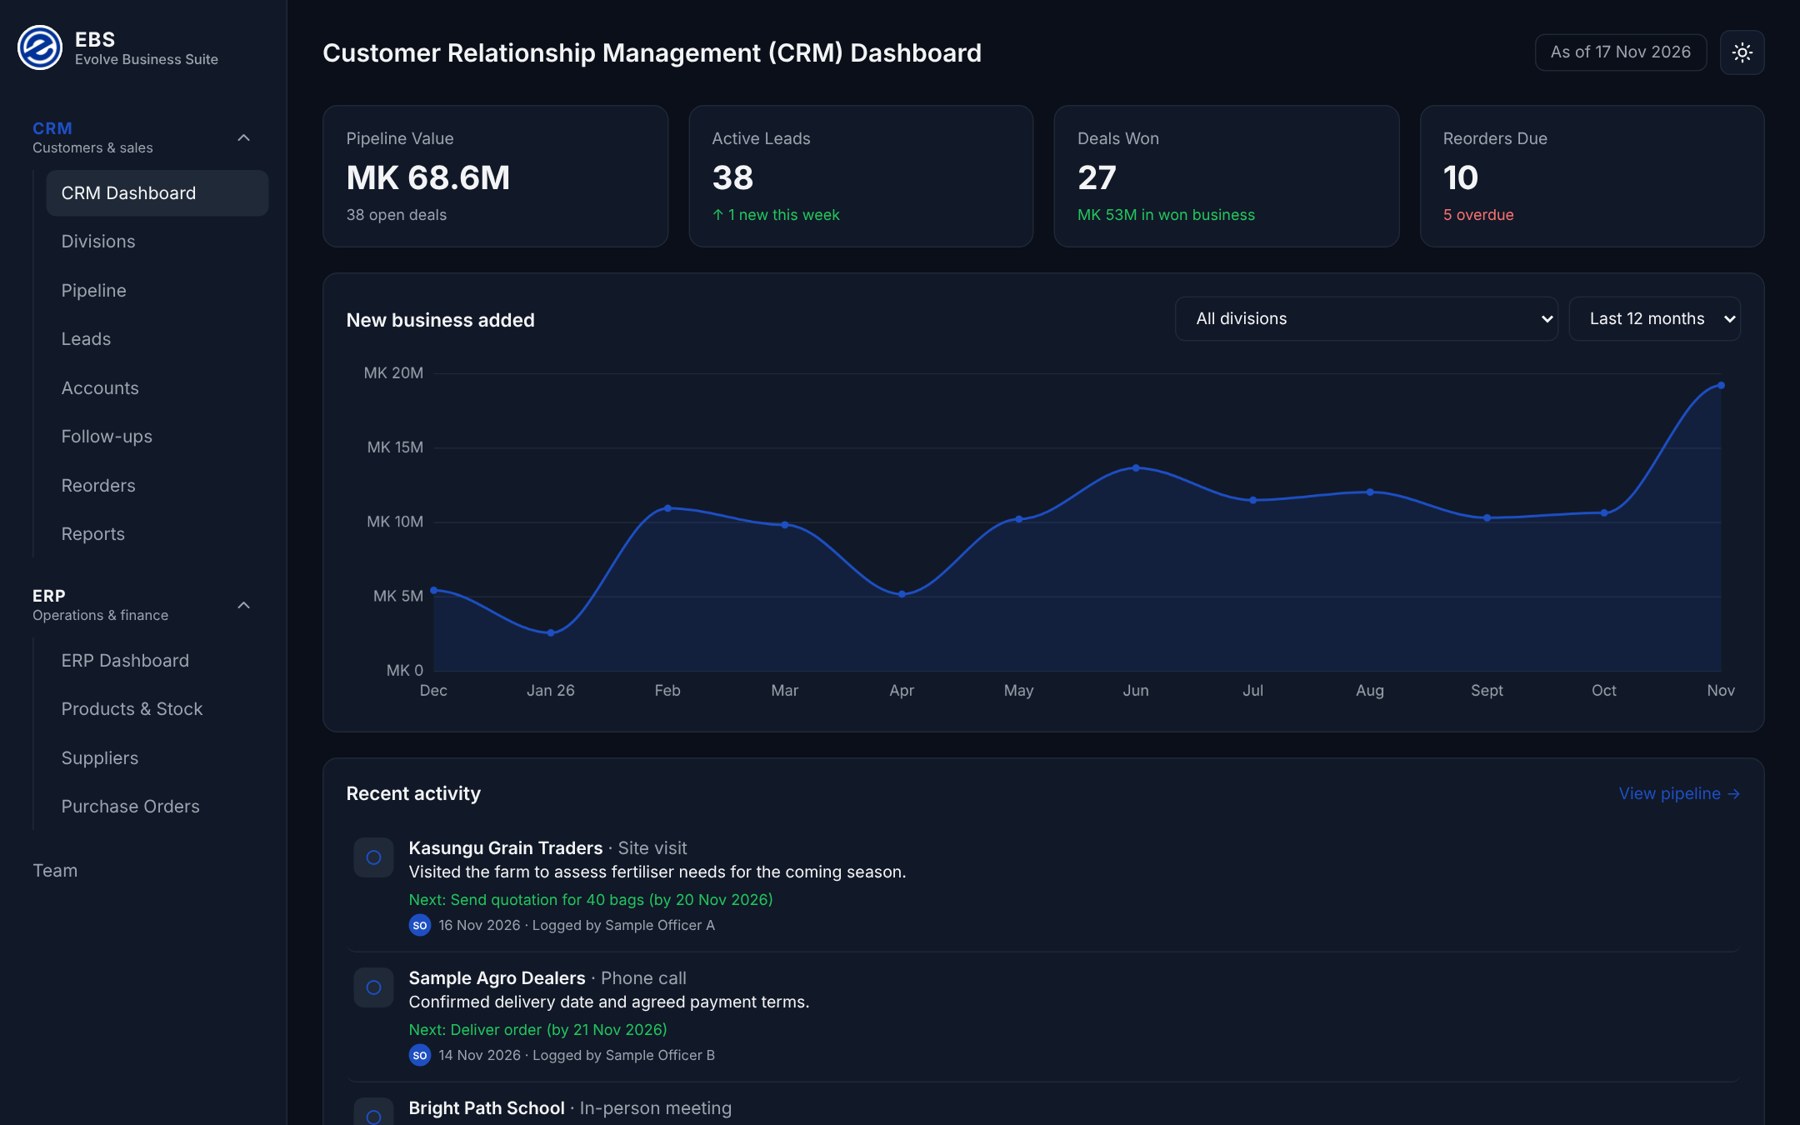 EBS
Evolve Business Suite
CRM
Customers & sales
CRM Dashboard
Divisions
Pipeline
Leads
Accounts
Follow-ups
Reorders
Reports
ERP
Operations & finance
ERP Dashboard
Products & Stock
Suppliers
Purchase Orders
Team
Customer Relationship Management (CRM) Dashboard
As of 17 Nov 2026
Pipeline Value
MK 68.6M
38 open deals
Active Leads
38
↑ 1 new this week
Deals Won
27
MK 53M in won business
Reorders Due
10
5 overdue
New business added
All divisions
Last 12 months
MK 20M
MK 15M
MK 10M
MK 5M
MK 0
Dec Jan 26 Feb Mar Apr May Jun Jul Aug Sept Oct Nov
Recent activity
View pipeline →
Kasungu Grain Traders · Site visit
Visited the farm to assess fertiliser needs for the coming season.
Next: Send quotation for 40 bags (by 20 Nov 2026)
SO 16 Nov 2026 · Logged by Sample Officer A
Sample Agro Dealers · Phone call
Confirmed delivery date and agreed payment terms.
Next: Deliver order (by 21 Nov 2026)
SO 14 Nov 2026 · Logged by Sample Officer B
Bright Path School · In-person meeting